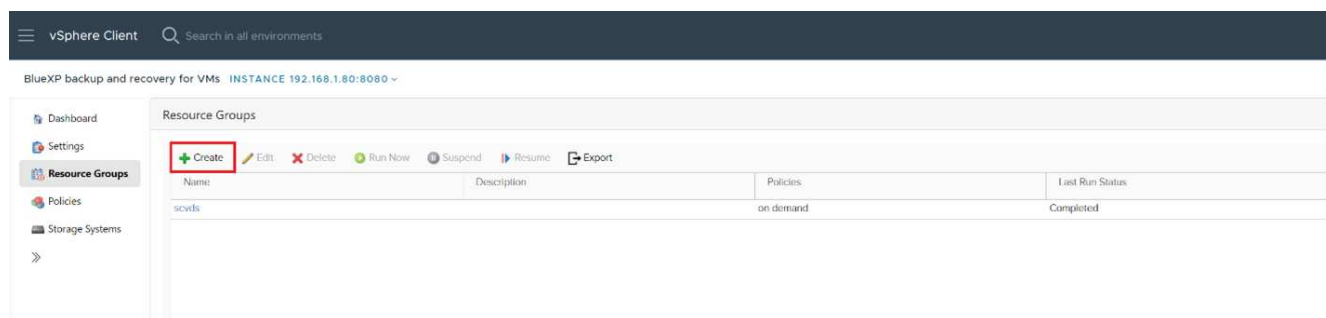 vSphere Client Search in all environments
BlueXP backup and recovery for VMs INSTANCE 192.168.1.80:8080
Dashboard
Settings
Resource Groups
Policies
Storage Systems
Resource Groups
Create Edit Delete Run Now Suspend Resume Export
Name Description Policies Last Run Status
scvds on demand Completed